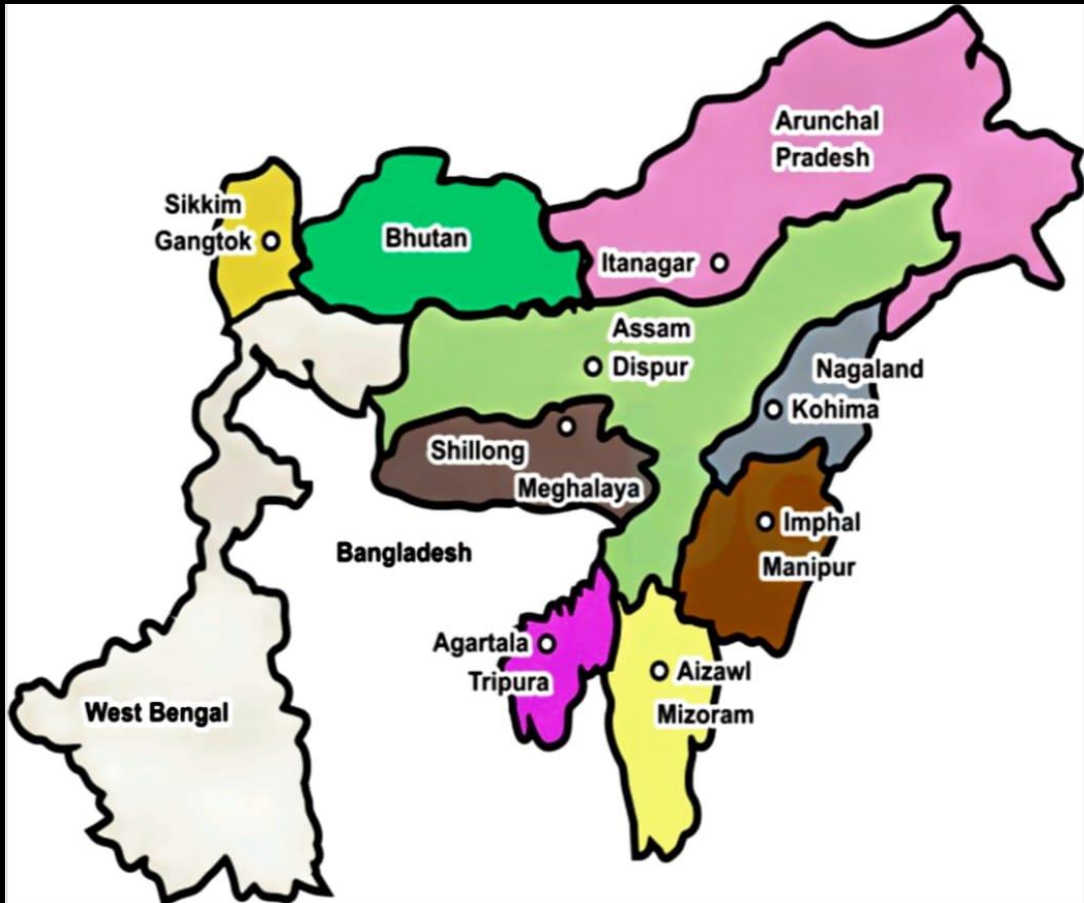 Arunchal
Pradesh
Sikkim
Gangtok
Bhutan
Itanagar
Assam
Dispur
Nagaland
Kohima
Shillong
Meghalaya
Imphal
Manipur
Bangladesh
Agartala
Tripura
Aizawl
Mizoram
West Bengal